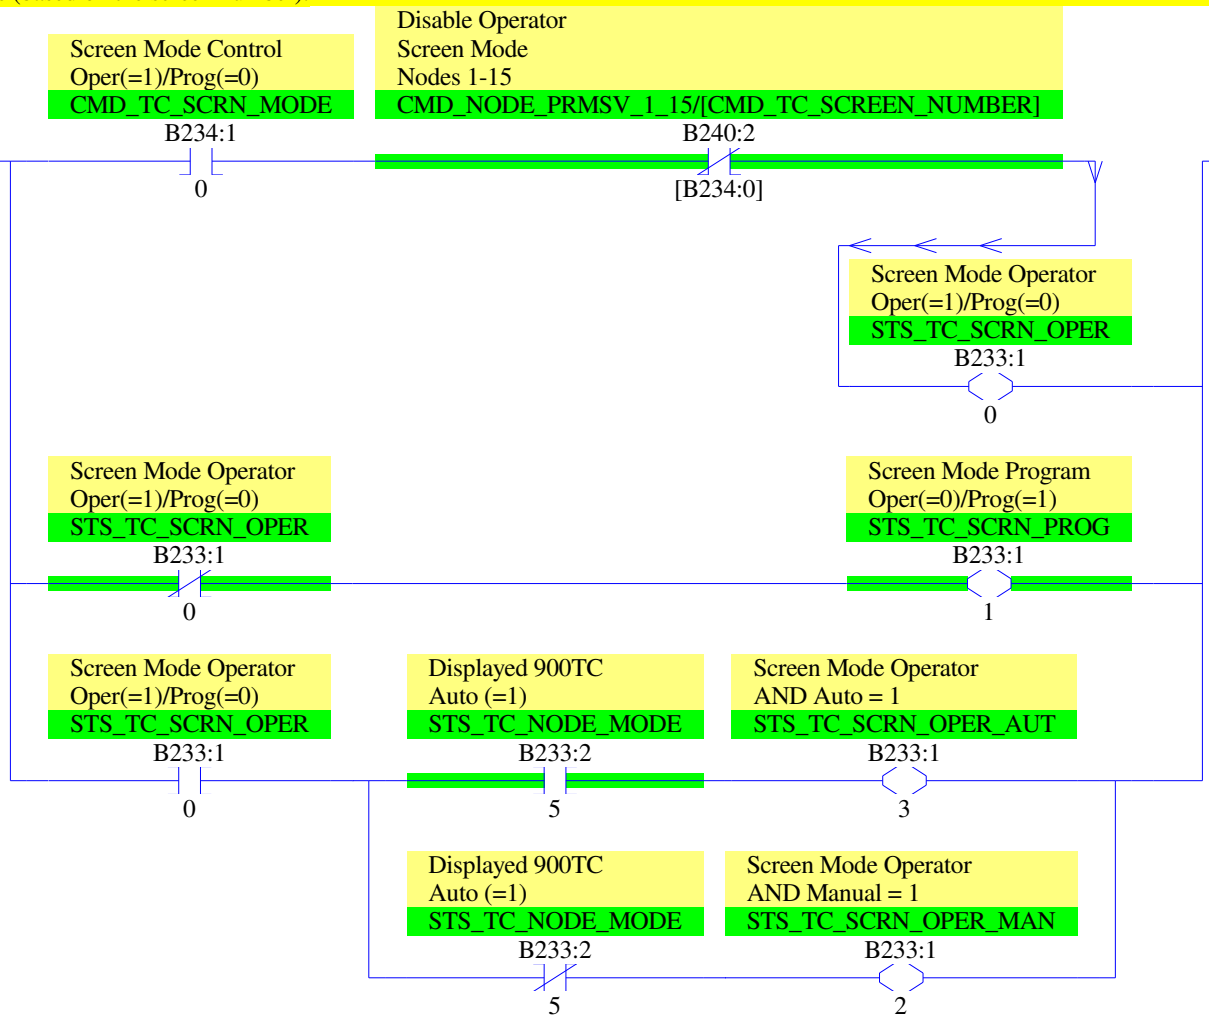 Screen Mode Control
Oper(=1)/Prog(=0)
CMD_TC_SCRN_MODE
B234:1
0
Disable Operator
Screen Mode
Nodes 1-15
CMD_NODE_PRMSV_1_15/[CMD_TC_SCREEN_NUMBER]
B240:2
[B234:0]
Screen Mode Operator
Oper(=1)/Prog(=0)
STS_TC_SCRN_OPER
B233:1
0
Screen Mode Operator
Oper(=1)/Prog(=0)
STS_TC_SCRN_OPER
B233:1
0
Screen Mode Program
Oper(=0)/Prog(=1)
STS_TC_SCRN_PROG
B233:1
1
Screen Mode Operator
Oper(=1)/Prog(=0)
STS_TC_SCRN_OPER
B233:1
0
Displayed 900TC
Auto (=1)
STS_TC_NODE_MODE
B233:2
5
Screen Mode Operator
AND Auto = 1
STS_TC_SCRN_OPER_AUT
B233:1
3
Displayed 900TC
Auto (=1)
STS_TC_NODE_MODE
B233:2
5
Screen Mode Operator
AND Manual = 1
STS_TC_SCRN_OPER_MAN
B233:1
2